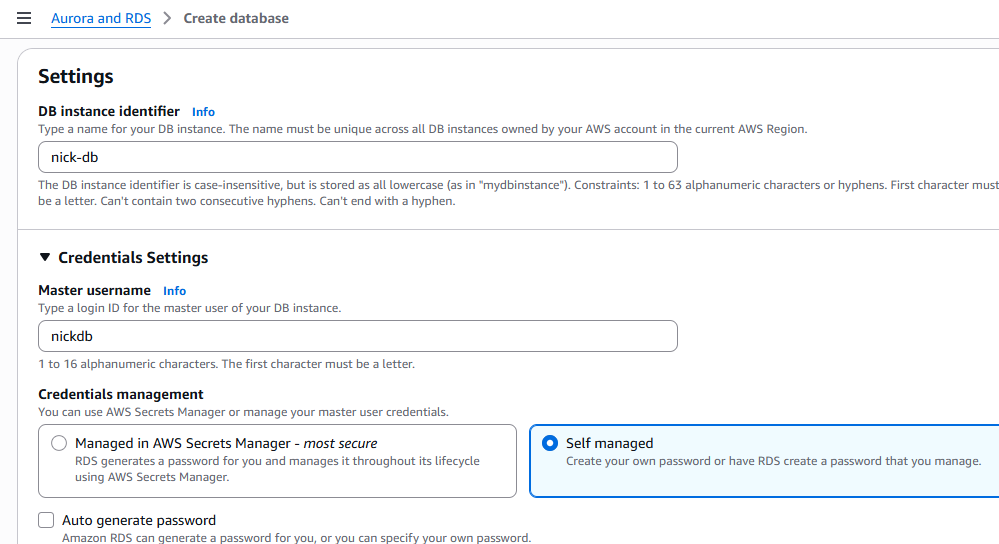 Aurora and RDS > Create database
Settings
DB instance identifier Info
Type a name for your DB instance. The name must be unique across all DB instances owned by your AWS account in the current AWS Region.
nick-db
The DB instance identifier is case-insensitive, but is stored as all lowercase (as in "mydbinstance"). Constraints: 1 to 63 alphanumeric characters or hyphens. First character must
be a letter. Can't contain two consecutive hyphens. Can't end with a hyphen.
Credentials Settings
Master username Info
Type a login ID for the master user of your DB instance.
nickdb
1 to 16 alphanumeric characters. The first character must be a letter.
Credentials management
You can use AWS Secrets Manager or manage your master user credentials.
Managed in AWS Secrets Manager - most secure
RDS generates a password for you and manages it throughout its lifecycle
using AWS Secrets Manager.
Self managed
Create your own password or have RDS create a password that you manage.
Auto generate password
Amazon RDS can generate a password for you, or you can specify your own password.